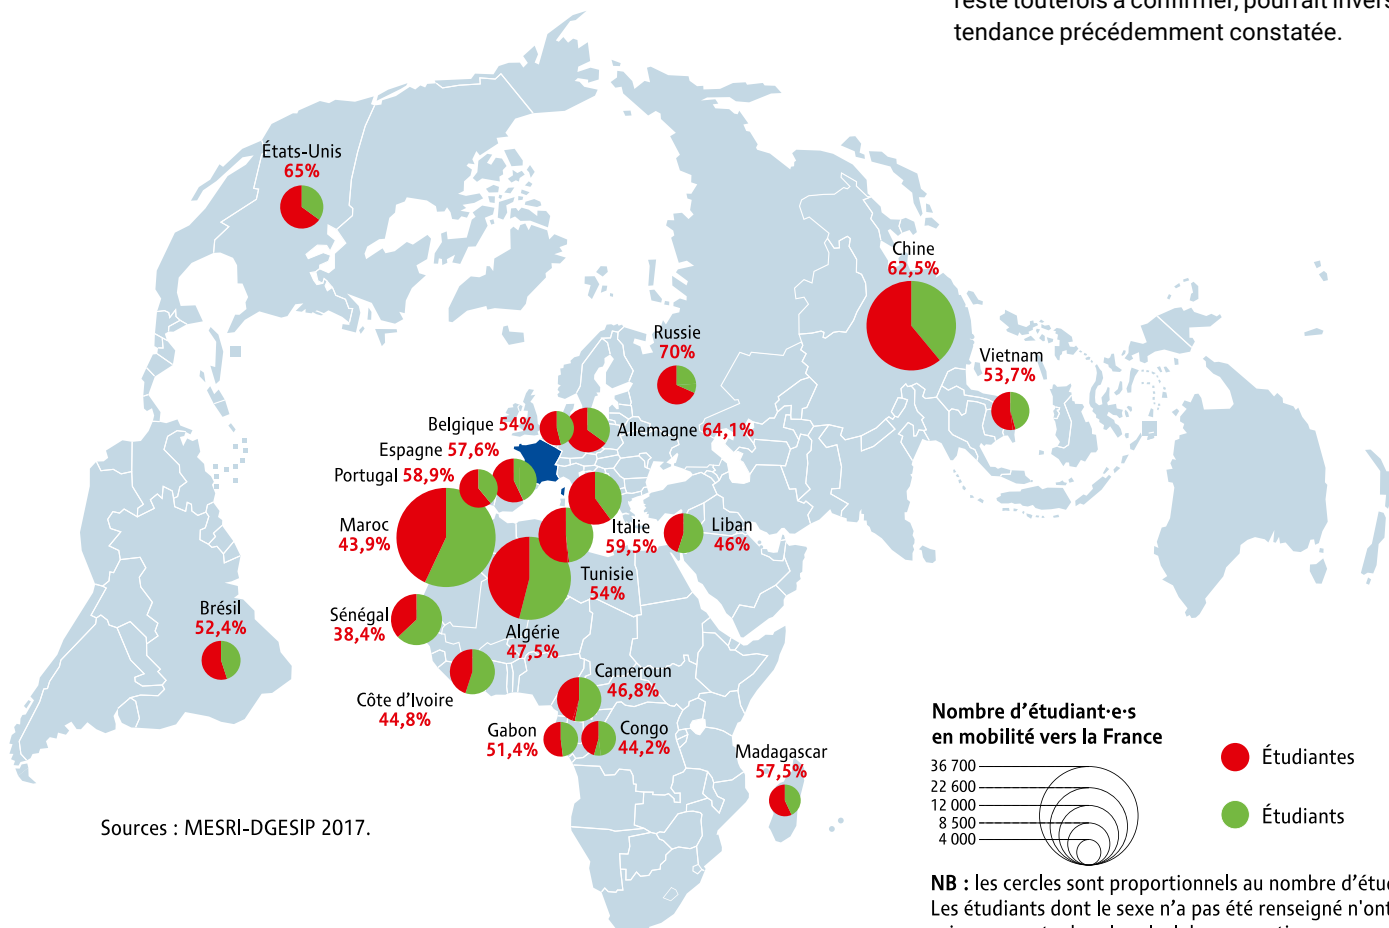 reste toutefois à confirmer, pourrait invers
tendance précédemment constatée.
États-Unis
65%
Chine
62,5%
Russie
70%
Vietnam
53,7%
Belgique 54%
Allemagne 64,1%
Espagne 57,6%
Portugal 58,9%
Maroc
43,9%
Italie
59,5%
Liban
46%
Tunisie
54%
Brésil
52,4%
Sénégal
38,4%
Algérie
47,5%
Côte d'Ivoire
44,8%
Cameroun
46,8%
Gabon
51,4%
Congo
44,2%
Madagascar
57,5%
Sources : MESRI-DGESIP 2017.
Nombre d'étudiant·e·s
en mobilité vers la France
36 700
22 600
12 000
8 500
4 000
Étudiantes
Étudiants
NB : les cercles sont proportionnels au nombre d'étu
Les étudiants dont le sexe n'a pas été renseigné n'ont